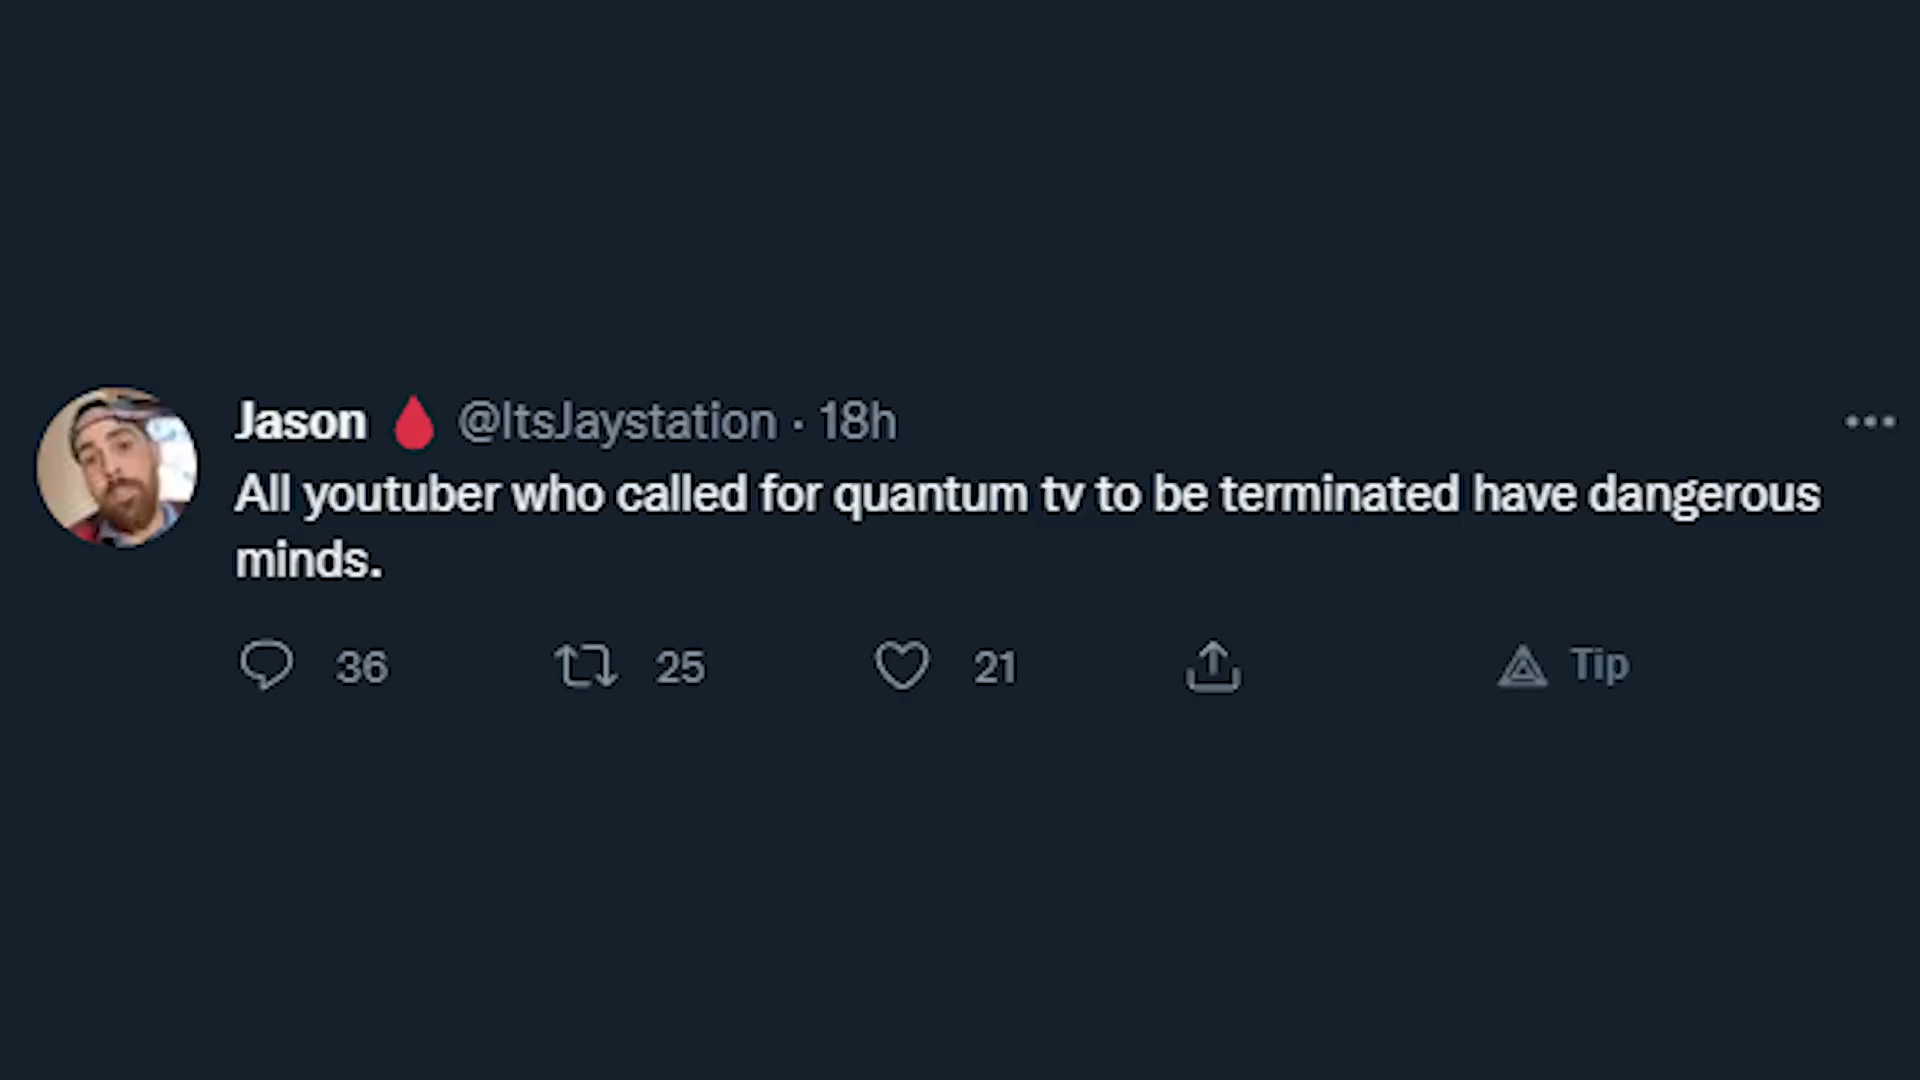 Jason 🩸 @ItsJaystation · 18h
All youtuber who called for quantum tv to be terminated have dangerous
minds.
36 25 21 Tip